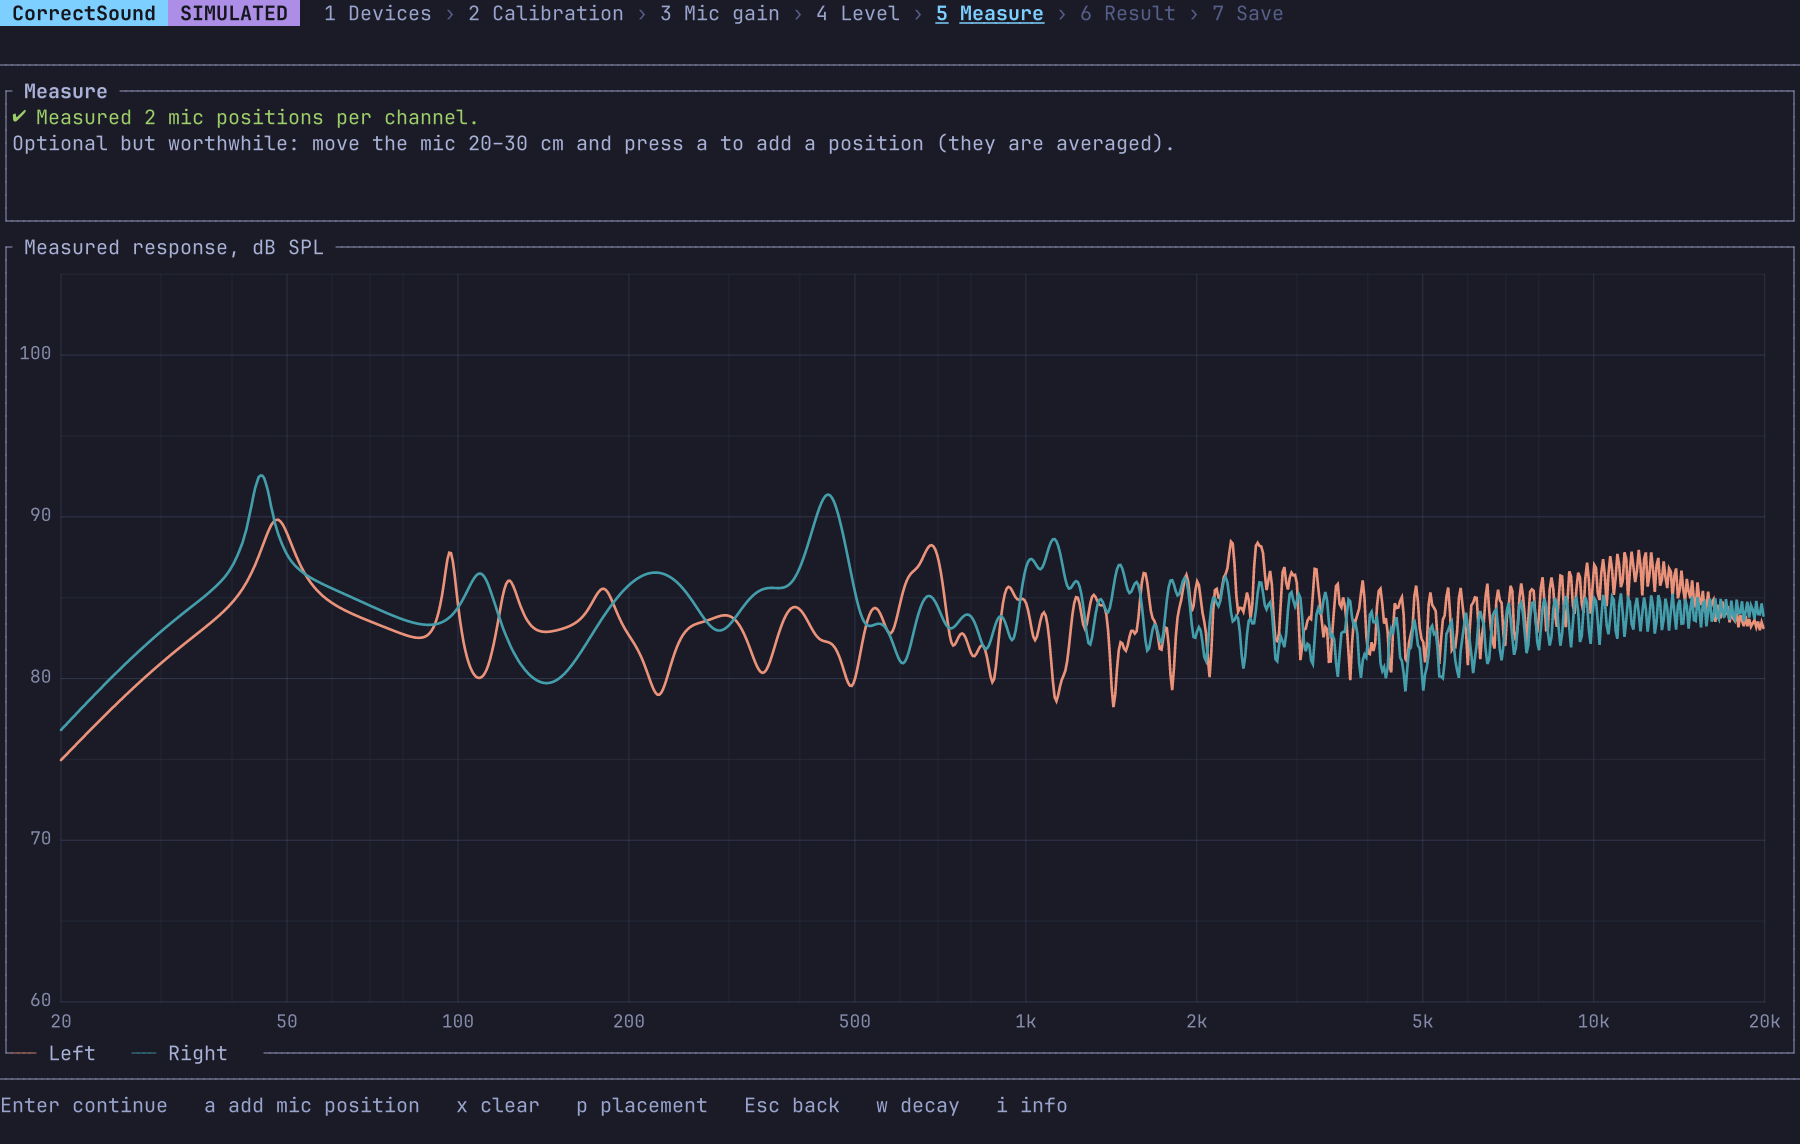 CorrectSound SIMULATED 1 Devices › 2 Calibration › 3 Mic gain › 4 Level › 5 Measure › 6 Result › 7 Save
Measure
✔ Measured 2 mic positions per channel.
Optional but worthwhile: move the mic 20–30 cm and press a to add a position (they are averaged).
Measured response, dB SPL
100
90
80
70
60
20 50 100 200 500 1k 2k 5k 10k 20k
Left Right
Enter continue a add mic position x clear p placement Esc back w decay i info